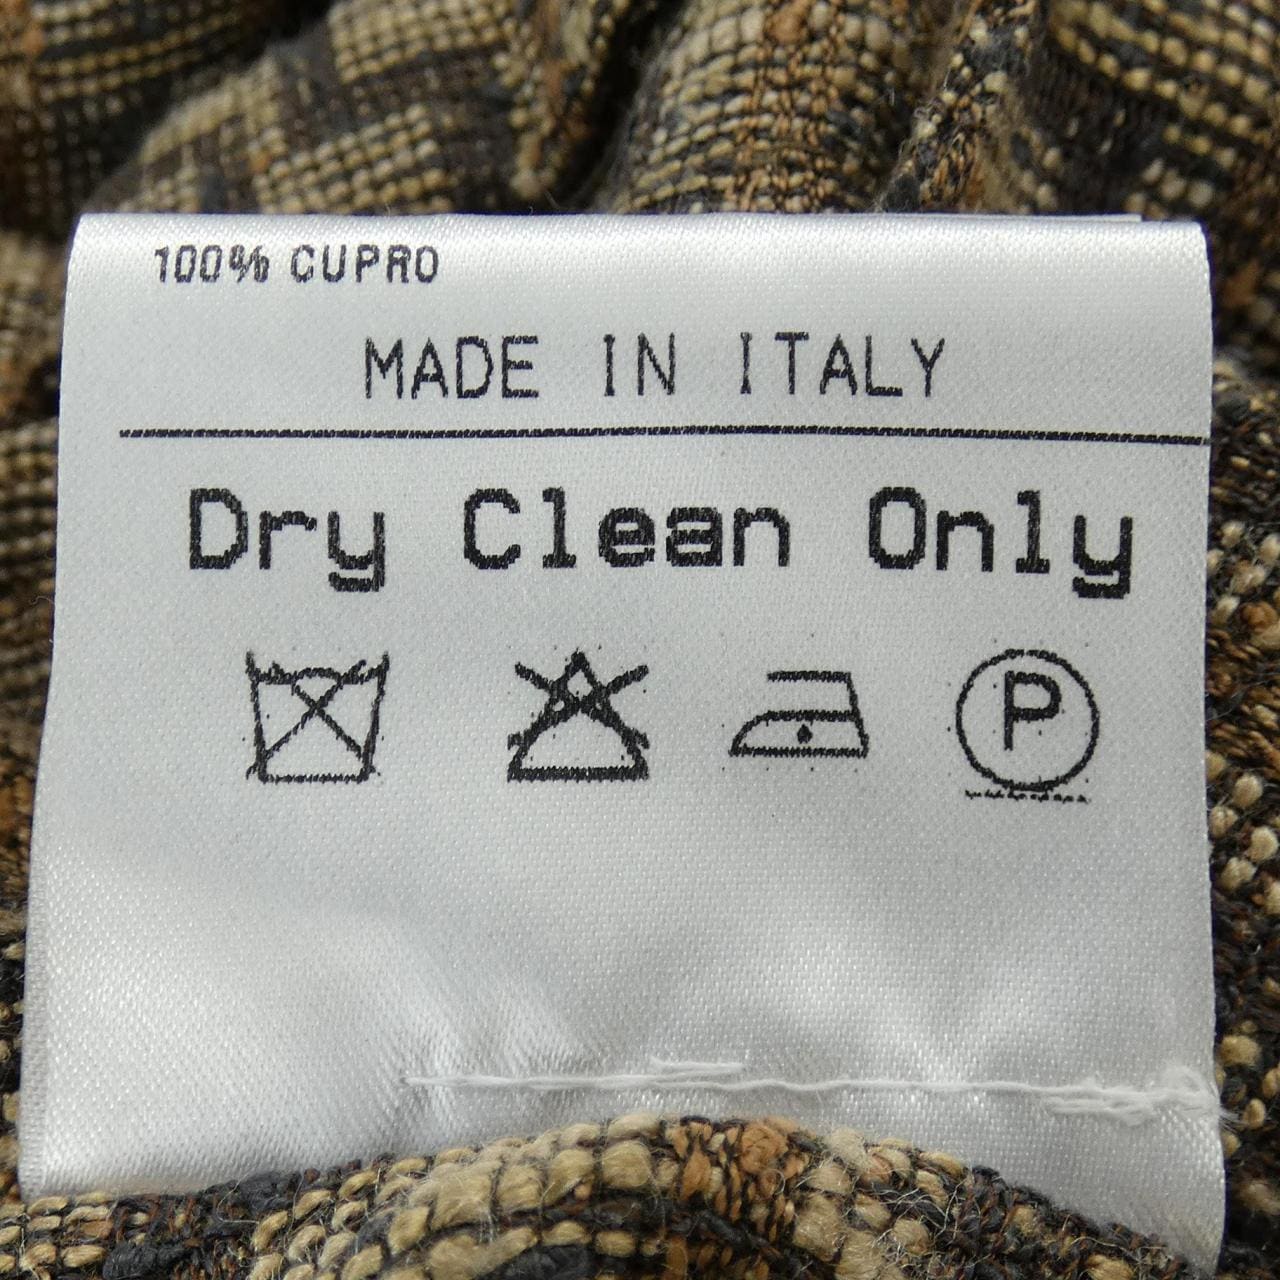 100% CUPRO
MADE IN ITALY
Dry Clean Only
P